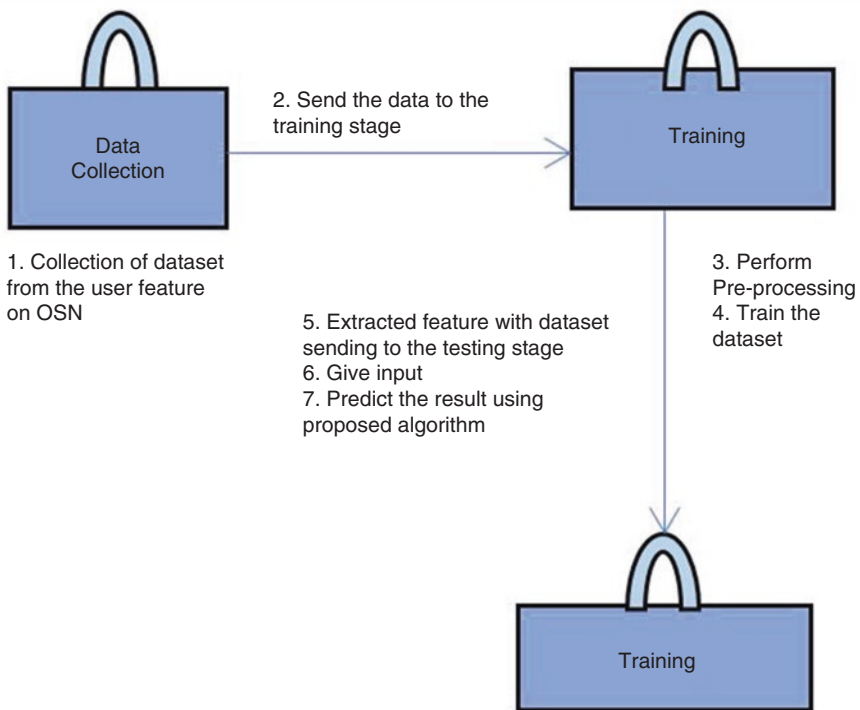 Data
Collection
2. Send the data to the
training stage
Training
1. Collection of dataset
from the user feature
on OSN
3. Perform
Pre-processing
4. Train the
dataset
5. Extracted feature with dataset
sending to the testing stage
6. Give input
7. Predict the result using
proposed algorithm
Training